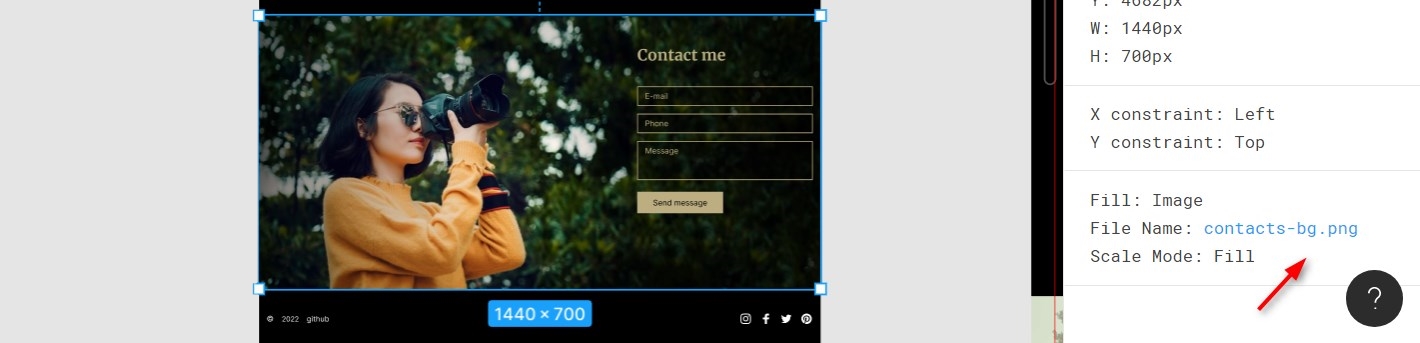 Contact me
E-mail
Phone
Message
Send message
1440 × 700
© 2022 github
Y: 4682px
W: 1440px
H: 700px
X constraint: Left
Y constraint: Top
Fill: Image
File Name: contacts-bg.png
Scale Mode: Fill
?